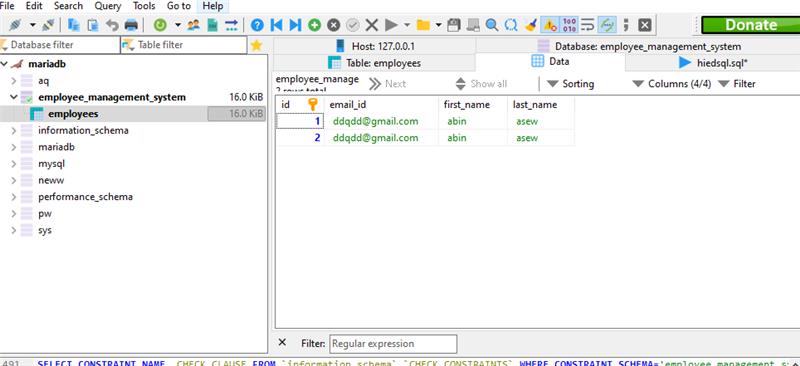 File Edit Search Query Tools Go to Help
Donate
Database filter Table filter
Host: 127.0.0.1 Database: employee_management_system
Table: employees Data hiedsql.sql*
mariadb
aq
employee_management_system 16.0 KiB
employees 16.0 KiB
information_schema
mariadb
mysql
neww
performance_schema
pw
sys
employee_manage Next Show all Sorting Columns (4/4) Filter
2 rows total
id email_id first_name last_name
1 ddqdd@gmail.com abin asew
2 ddqdd@gmail.com abin asew
Filter: Regular expression
491 SELECT CONSTRAINT_NAME, CHECK_CLAUSE FROM `information_schema`.`CHECK_CONSTRAINTS` WHERE CONSTRAINT_SCHEMA='employee_management_s